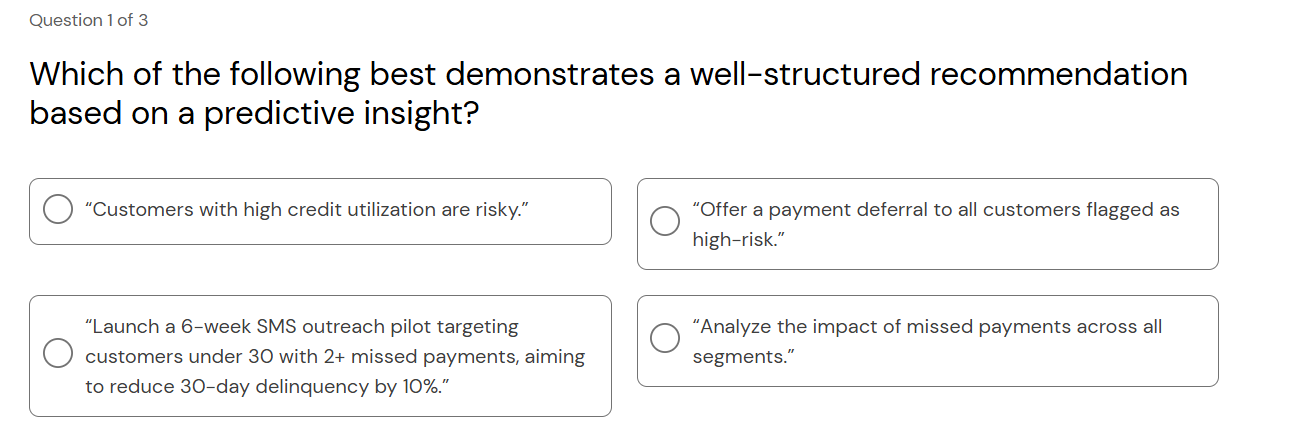 Question 1 of 3
Which of the following best demonstrates a well-structured recommendation
based on a predictive insight?
“Customers with high credit utilization are risky.”
“Offer a payment deferral to all customers flagged as
high-risk.”
“Launch a 6-week SMS outreach pilot targeting
customers under 30 with 2+ missed payments, aiming
to reduce 30-day delinquency by 10%.”
“Analyze the impact of missed payments across all
segments.”